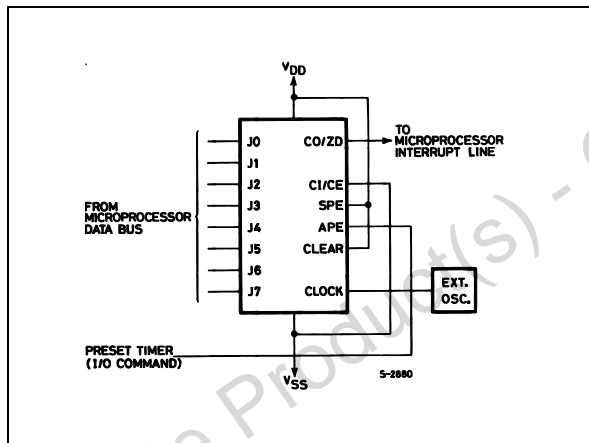 VDD
J0 CO/ZD
TO
MICROPROCESSOR
INTERRUPT LINE
J1
J2 CI/CE
J3 SPE
J4 APE
J5 CLEAR
J6
J7 CLOCK
FROM
MICROPROCESSOR
DATA BUS
EXT.
OSC.
PRESET TIMER
(I/O COMMAND)
VSS
S-2880
Product(s) -